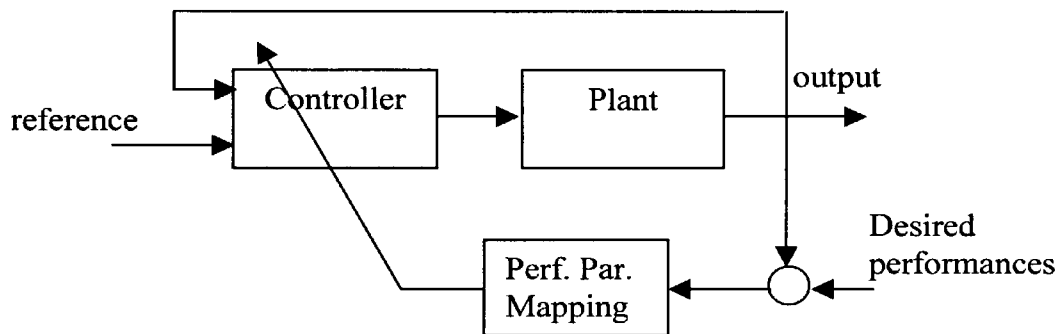 Controller
Plant
output
reference
Desired
performances
Perf. Par.
Mapping